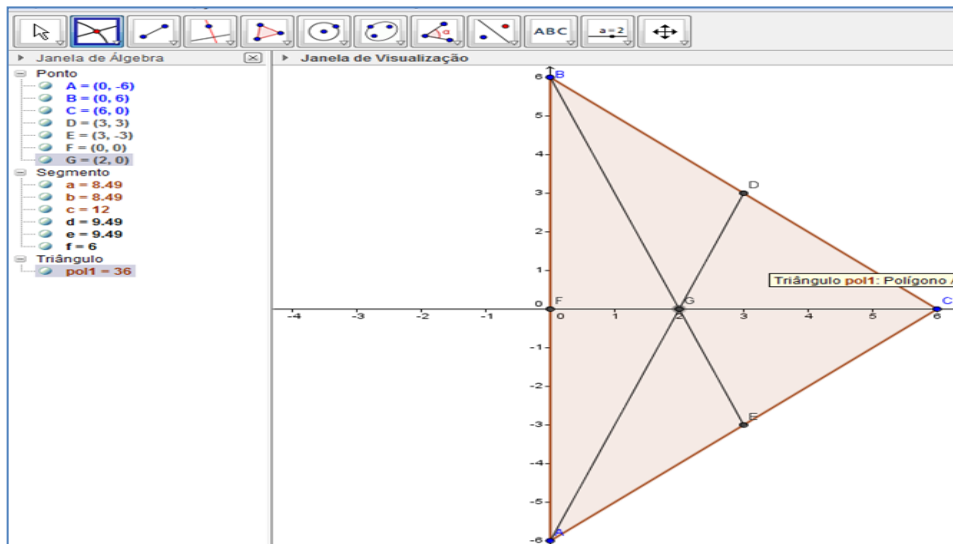 ABC
a=2
Janela de Álgebra
Janela de Visualização
Ponto
A = (0, -6)
B = (0, 6)
C = (6, 0)
D = (3, 3)
E = (3, -3)
F = (0, 0)
G = (2, 0)
Segmento
a = 8.49
b = 8.49
c = 12
d = 9.49
e = 9.49
f = 6
Triângulo
pol1 = 36
6
B
5
4
3
D
2
1
Triângulo pol1: Polígono
0
F
G
C
-4
-3
-2
-1
0
1
2
3
4
5
6
-1
-2
-3
E
-4
-5
-6
A